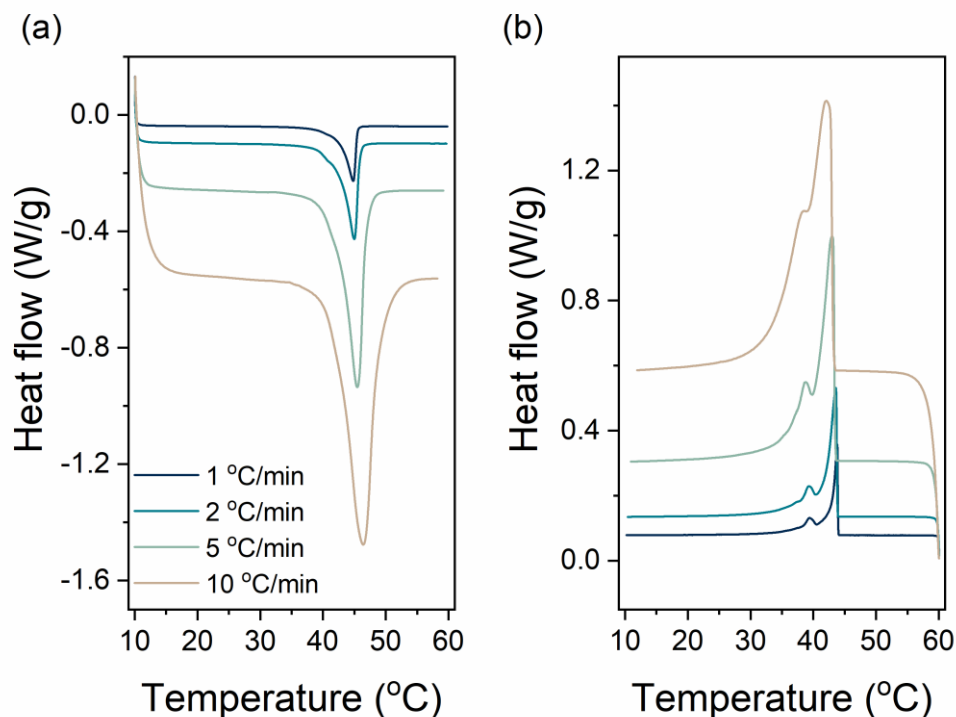 (a)
Heat flow (W/g)
0.0
-0.4
-0.8
-1.2
-1.6
1 °C/min
2 °C/min
5 °C/min
10 °C/min
10 20 30 40 50 60
Temperature (°C)
(b)
Heat flow (W/g)
1.2
0.8
0.4
0.0
10 20 30 40 50 60
Temperature (°C)